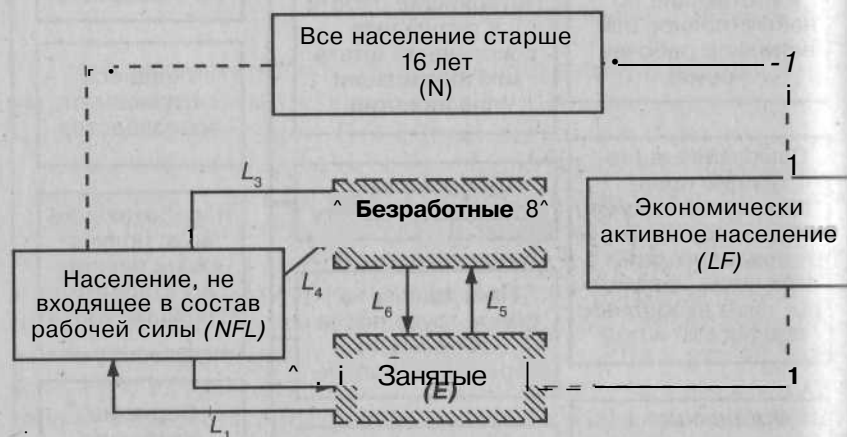 Все население старше
16 лет
(N)
L3
Безработные
Экономически
активное население
(LF)
Население, не
входящее в состав
рабочей силы (NFL)
L4
L6
L5
Занятые
(E)
L1